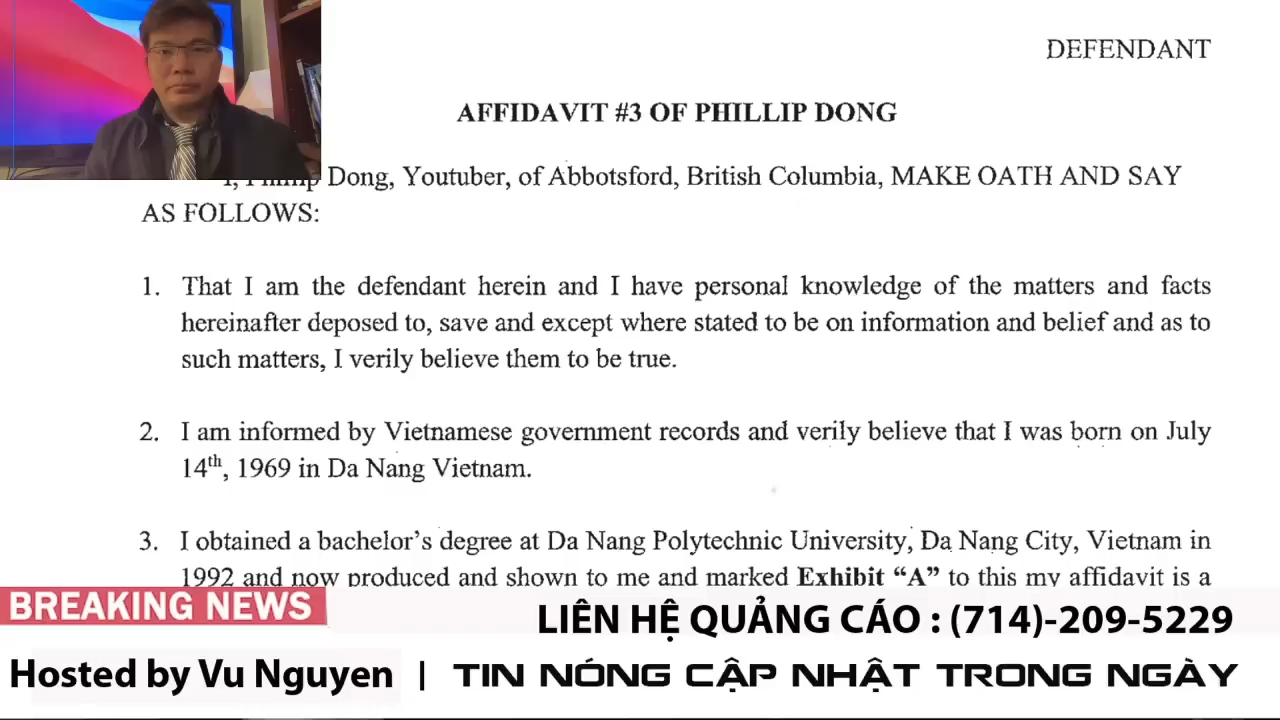 DEFENDANT
AFFIDAVIT #3 OF PHILLIP DONG
Dong, Youtuber, of Abbotsford, British Columbia, MAKE OATH AND SAY
AS FOLLOWS:
1. That I am the defendant herein and I have personal knowledge of the matters and facts
hereinafter deposed to, save and except where stated to be on information and belief and as to
such matters, I verily believe them to be true.
2. I am informed by Vietnamese government records and verily believe that I was born on July
14th, 1969 in Da Nang Vietnam.
3. I obtained a bachelor's degree at Da Nang Polytechnic University, Da Nang City, Vietnam in
1992 and now produced and shown to me and marked Exhibit “A” to this my affidavit is a
BREAKING NEWS
LIÊN HỆ QUẢNG CÁO : (714)-209-5229
Hosted by Vu Nguyen | TIN NÓNG CẬP NHẬT TRONG NGÀY